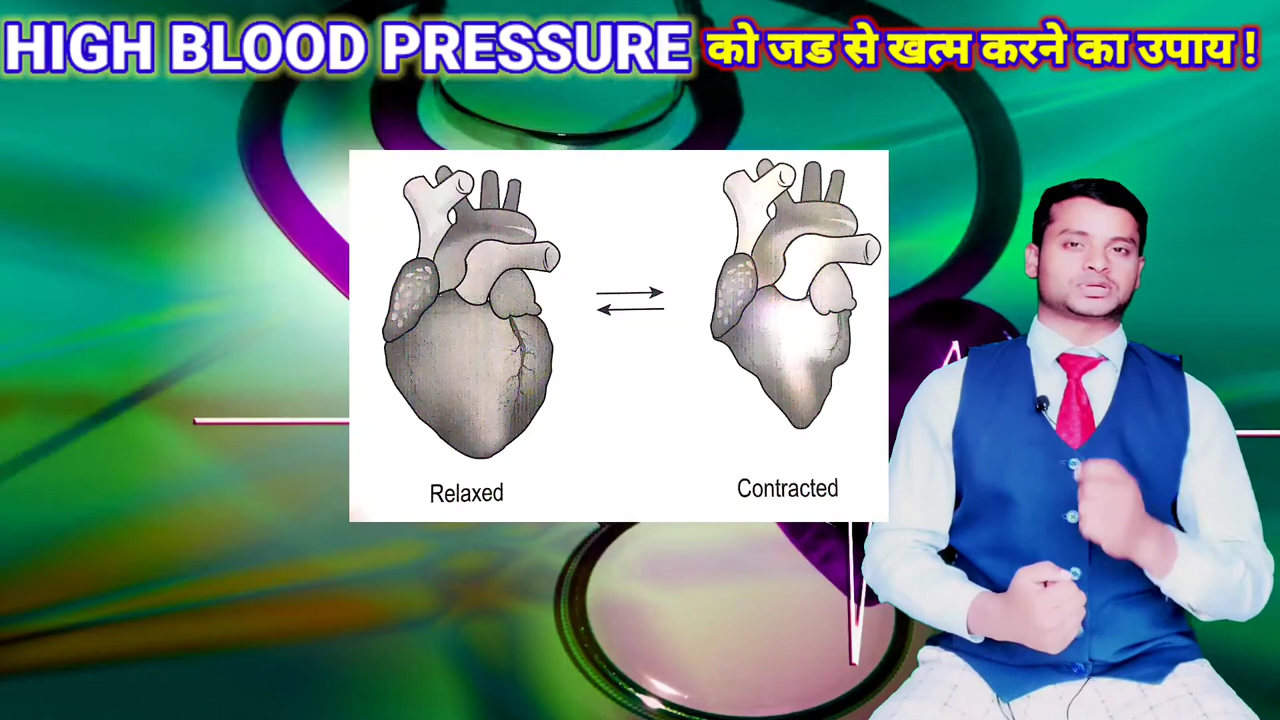 HIGH BLOOD PRESSURE को जड से खत्म करने का उपाय !
Relaxed
Contracted